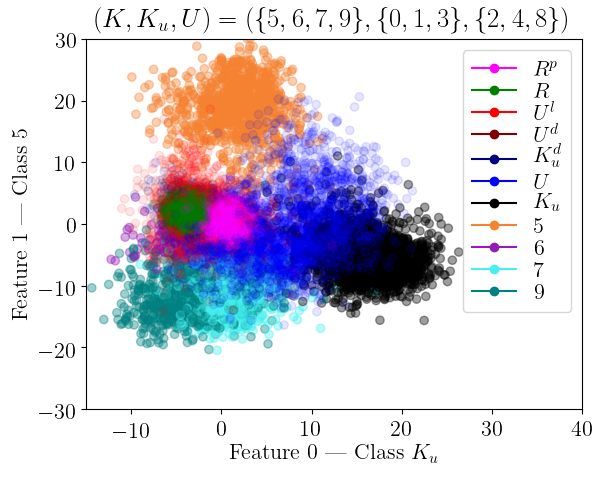 (K, K_u, U) = ({5, 6, 7, 9}, {0, 1, 3}, {2, 4, 8})
30
20
10
0
−10
−20
−30
Feature 1 — Class 5
R^p
R
U^l
U^d
K_u^d
U
K_u
5
6
7
9
−10 0 10 20 30 40
Feature 0 — Class K_u